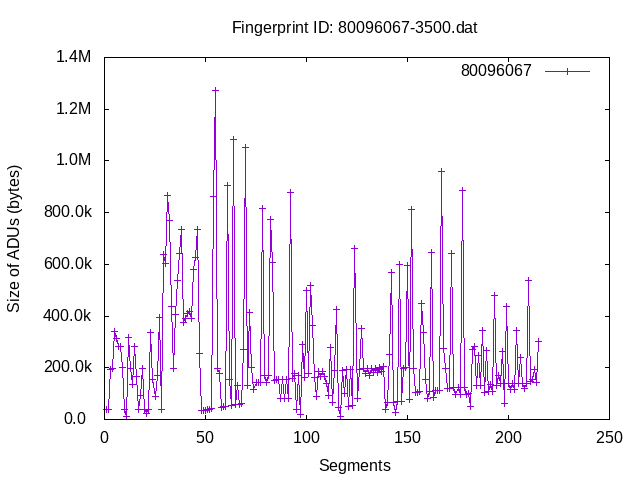 Fingerprint ID: 80096067-3500.dat
1.4M
80096067
1.2M
1.0M
800.0k
600.0k
400.0k
200.0k
0.0
Size of ADUs (bytes)
0 50 100 150 200 250
Segments